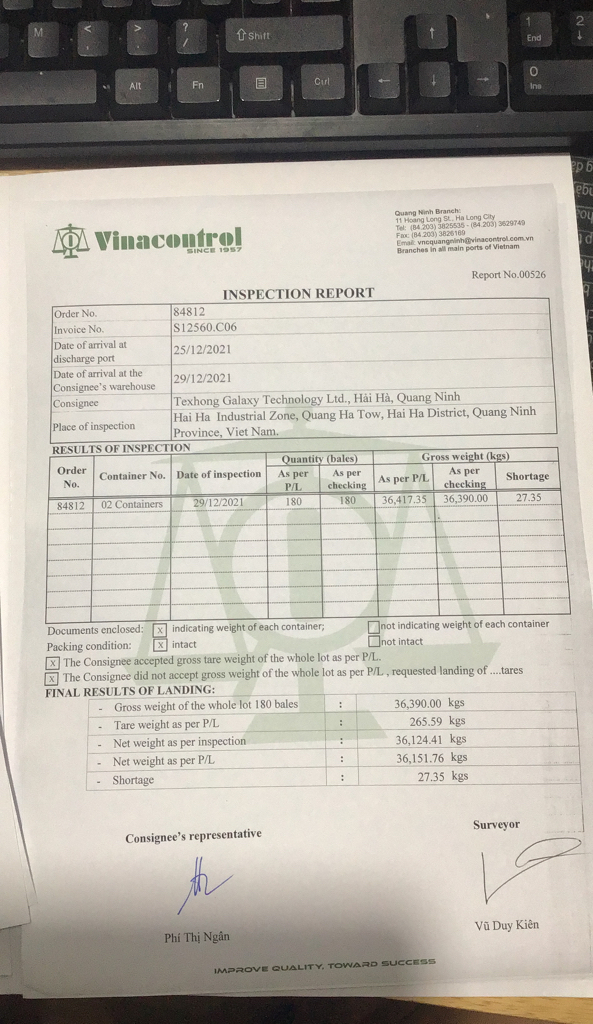 M
<
,
>
.
?
/
⇧ Shift
↑
1
End
2
↓
Alt
Fn
Ctrl
←
↓
→
0
Ins
Vinacontrol
SINCE 1957
Quang Ninh Branch:
11 Hoang Long St., Ha Long City
Tel: (84.203) 3825535 - (84.203) 3629749
Fax: (84.203) 3826169
Email: vncquangninh@vinacontrol.com.vn
Branches in all main ports of Vietnam
Report No.00526
INSPECTION REPORT
Order No. 84812
Invoice No. S12560.C06
Date of arrival at discharge port 25/12/2021
Date of arrival at the Consignee's warehouse 29/12/2021
Consignee Texhong Galaxy Technology Ltd., Hải Hà, Quang Ninh
Place of inspection Hai Ha Industrial Zone, Quang Ha Tow, Hai Ha District, Quang Ninh
Province, Viet Nam.
RESULTS OF INSPECTION
Order No. Container No. Date of inspection Quantity (bales) Gross weight (kgs)
As per P/L As per checking As per P/L As per checking Shortage
84812 02 Containers 29/12/2021 180 180 36,417.35 36,390.00 27.35
Documents enclosed: x indicating weight of each container; not indicating weight of each container
Packing condition: x intact not intact
x The Consignee accepted gross tare weight of the whole lot as per P/L.
x The Consignee did not accept gross weight of the whole lot as per P/L , requested landing of ....tares
FINAL RESULTS OF LANDING:
- Gross weight of the whole lot 180 bales : 36,390.00 kgs
- Tare weight as per P/L : 265.59 kgs
- Net weight as per inspection : 36,124.41 kgs
- Net weight as per P/L : 36,151.76 kgs
- Shortage : 27.35 kgs
Consignee's representative
Surveyor
Phí Thị Ngân
Vũ Duy Kiên
IMPROVE QUALITY, TOWARD SUCCESS